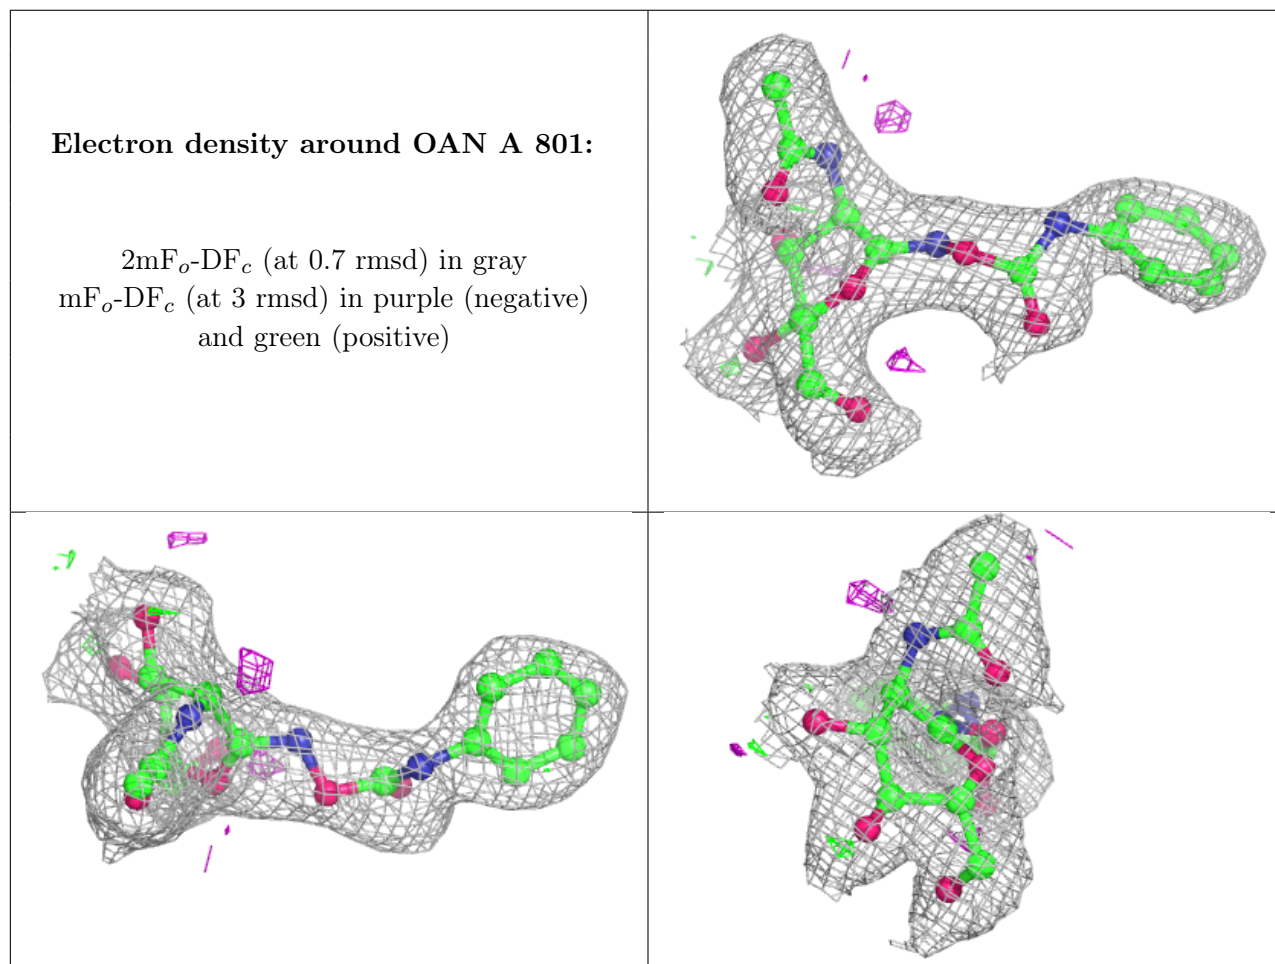 Electron density around OAN A 801:
2mFo-DFc (at 0.7 rmsd) in gray
mFo-DFc (at 3 rmsd) in purple (negative)
and green (positive)